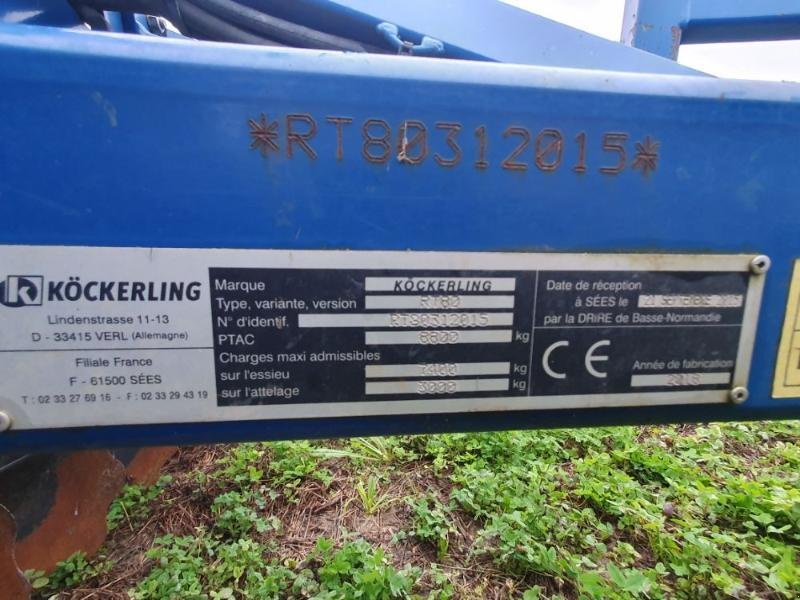 *RT80312015*
KÖCKERLING
Lindenstrasse 11-13
D - 33415 VERL (Allemagne)
Filiale France
F - 61500 SÉES
T : 02 33 27 69 16 - F : 02 33 29 43 19
Marque KÖCKERLING
Type, variante, version RT80
N° d'identif. RT80312015
PTAC 8800 kg
Charges maxi admissibles
sur l'essieu kg
sur l'attelage 3000 kg
Date de réception
à SÉES le 21 SEPTEMBRE
par la DRiRE de Basse-Normandie
CE
Année de fabrication